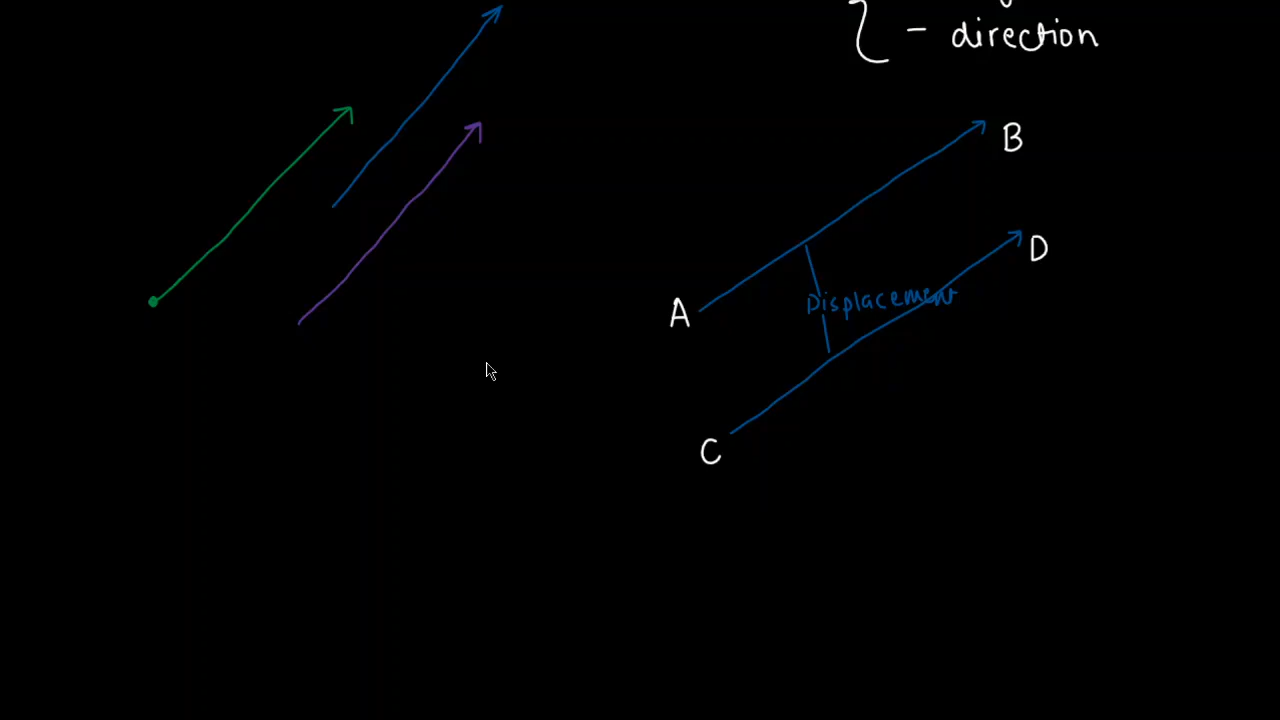 - direction
B
D
Displacement
A
C